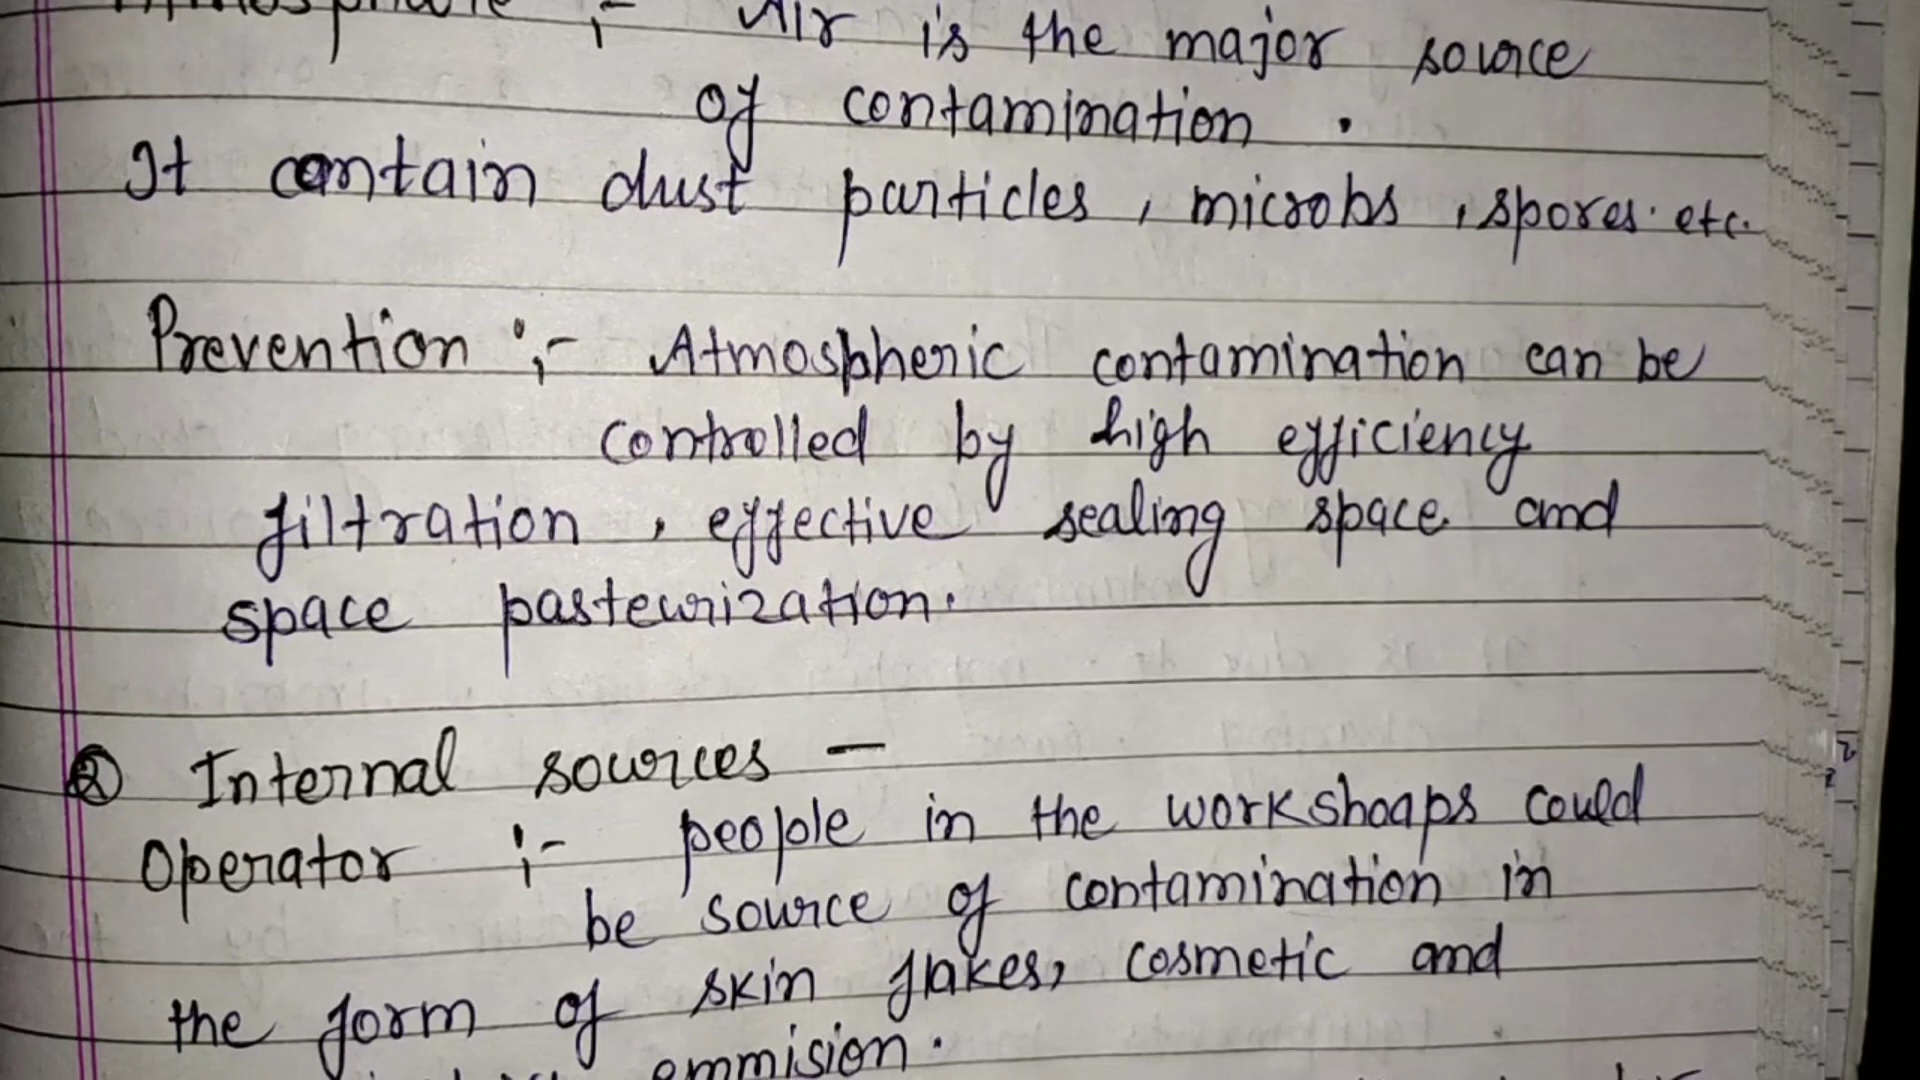 :- Air is the major source
of contamination .
It contain dust particles , microbs , spores. etc.
Prevention :- Atmospheric contamination can be
controlled by high efficiency
filtration , effective sealing space and
space pasteurization.
② Internal sources —
Operator :- people in the workshoaps could
be source of contamination in
the form of skin flakes, cosmetic and
emmision .